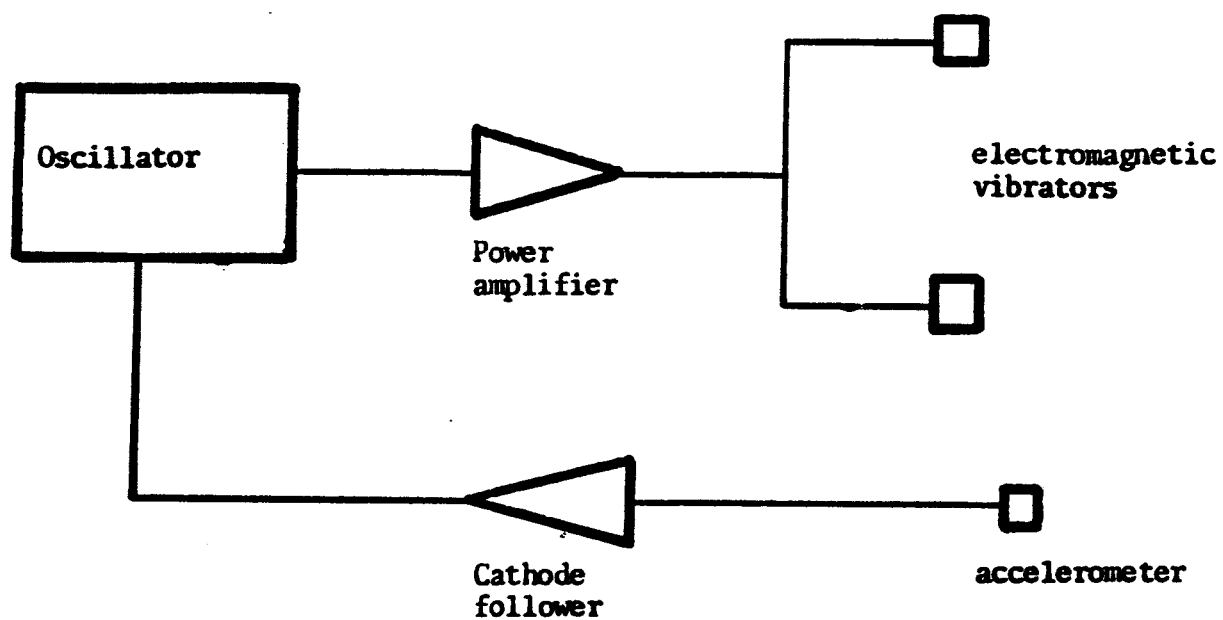 Oscillator
electromagnetic
vibrators
Power
amplifier
Cathode
follower
accelerometer